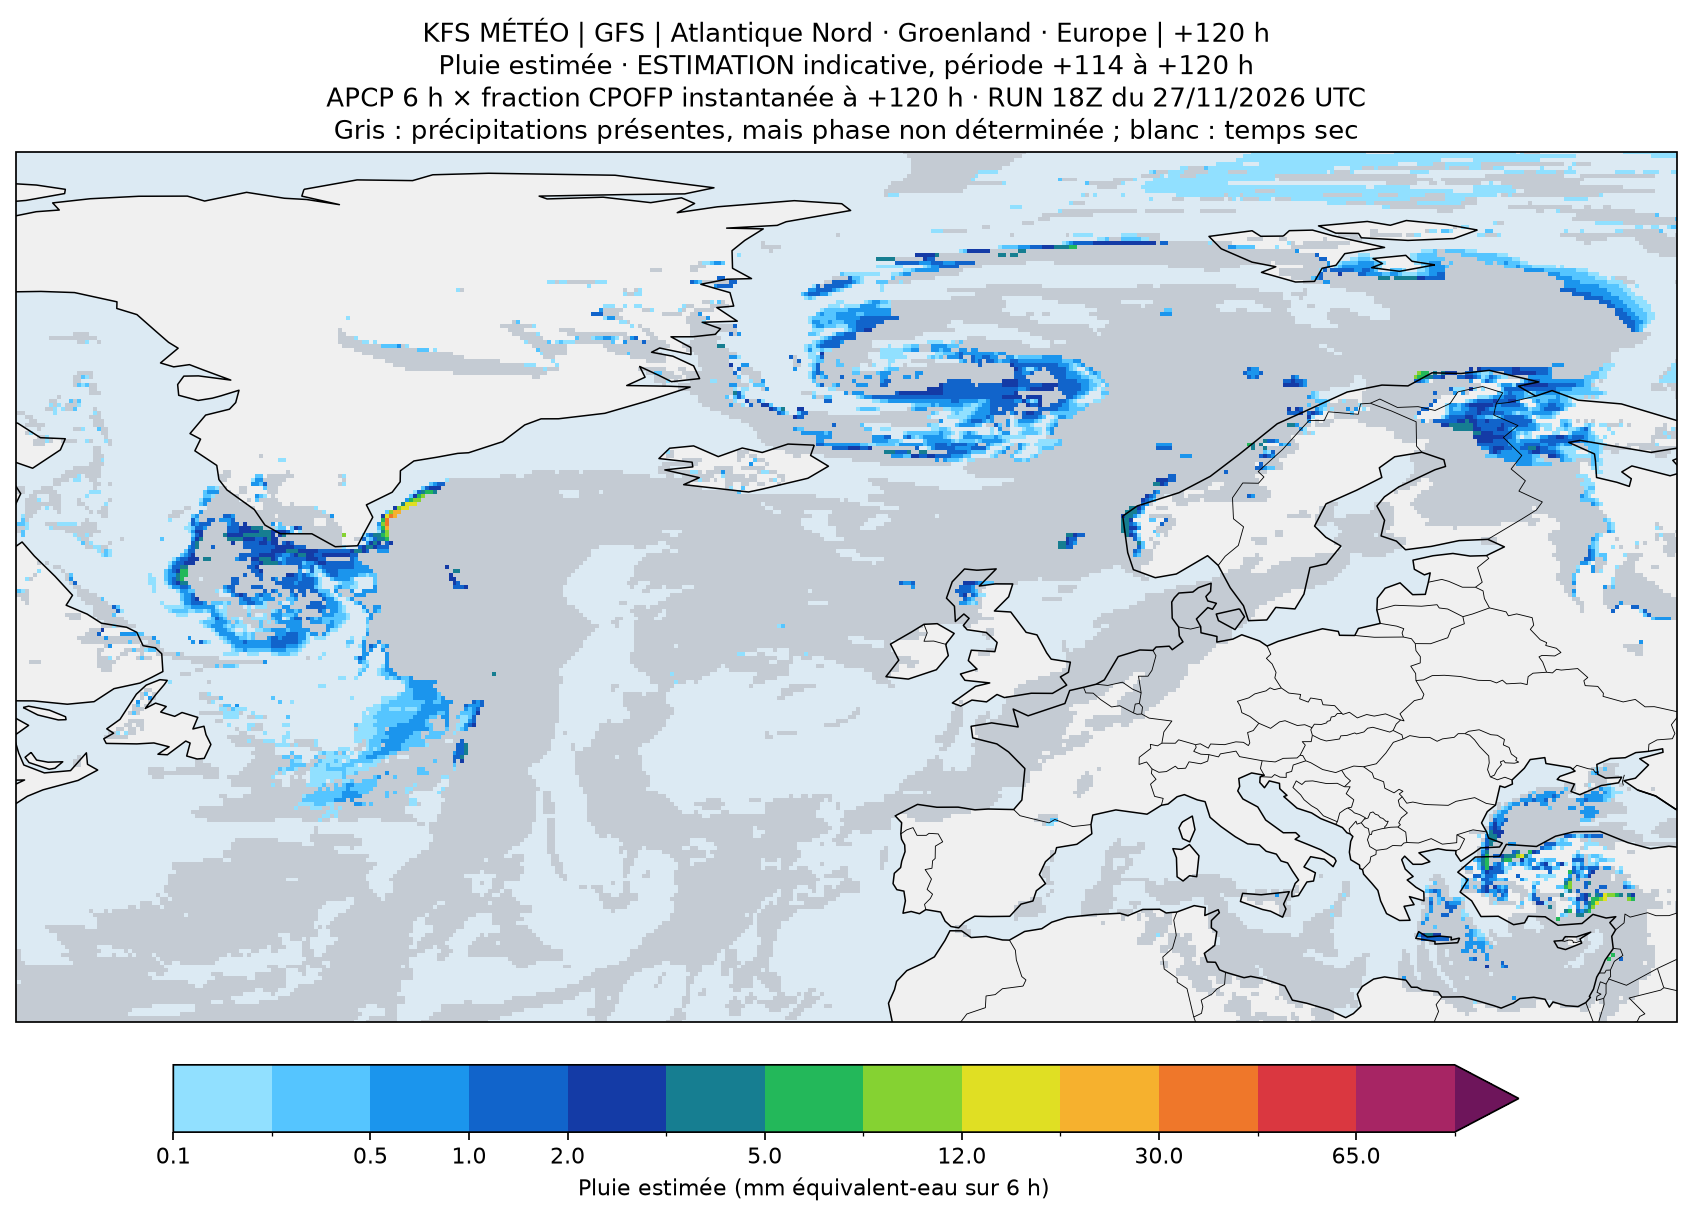 KFS MÉTÉO | GFS | Atlantique Nord · Groenland · Europe | +120 h
Pluie estimée · ESTIMATION indicative, période +114 à +120 h
APCP 6 h × fraction CPOFP instantanée à +120 h · RUN 18Z du 27/11/2026 UTC
Gris : précipitations présentes, mais phase non déterminée ; blanc : temps sec
0.1 0.5 1.0 2.0 5.0 12.0 30.0 65.0
Pluie estimée (mm équivalent-eau sur 6 h)